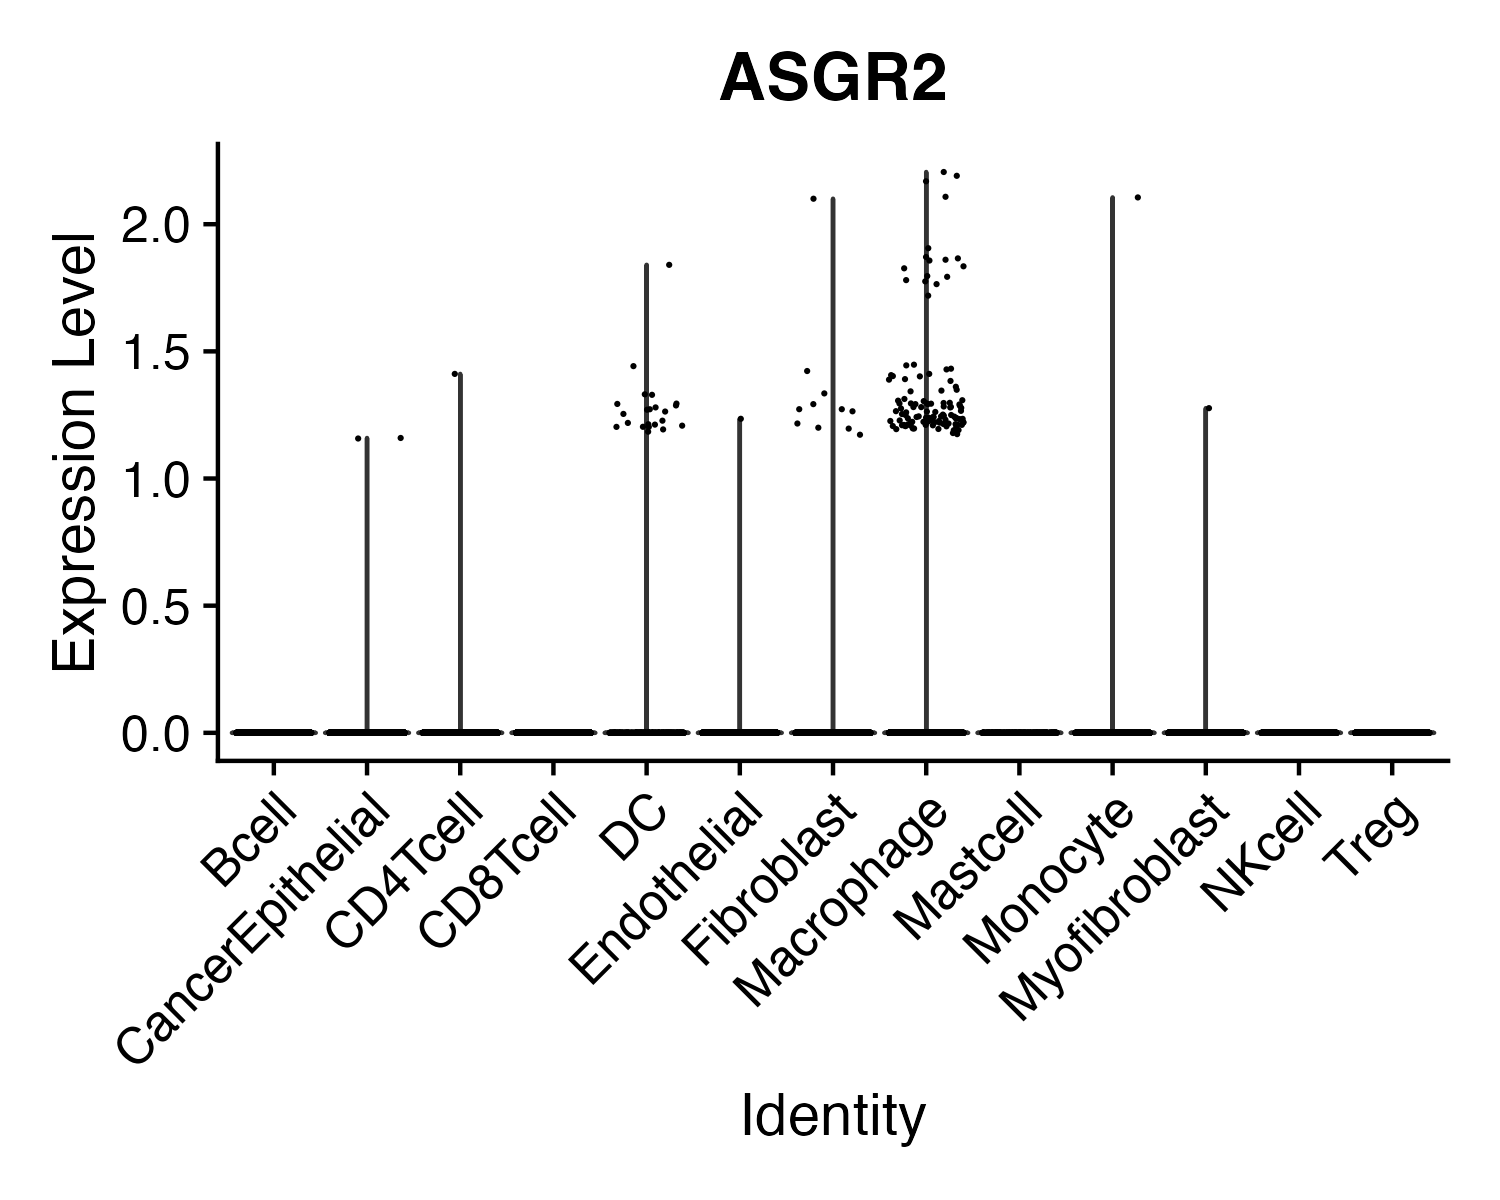 ASGR2
Expression Level
2.0
1.5
1.0
0.5
0.0
Bcell
CancerEpithelial
CD4Tcell
CD8Tcell
DC
Endothelial
Fibroblast
Macrophage
Mastcell
Monocyte
Myofibroblast
NKcell
Treg
Identity